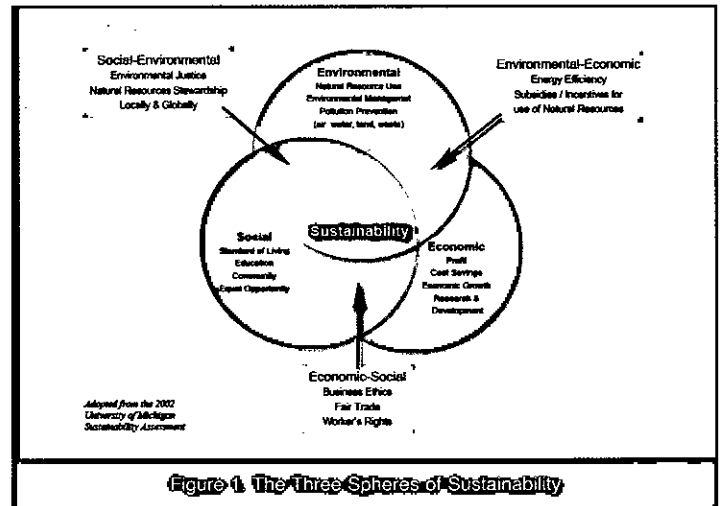 Social-Environmental
Environmental Justice
Natural Resources Stewardship
Locally & Globally
Environmental
Natural Resource Use
Environmental Managemet
Pollution Prevention
(air, water, land, waste)
Environmental-Economic
Energy Efficiency
Subsidies / Incentives for
use of Natural Resources
Sustainability
Social
Standard of Living
Education
Community
Equal Opportunity
Economic
Profit
Cost Savings
Economic Growth
Research &
Development
Economic-Social
Business Ethics
Fair Trade
Worker's Rights
Adopted from the 2002
University of Michigan
Sustainability Assessment
Figure 1. The Three Spheres of Sustainability